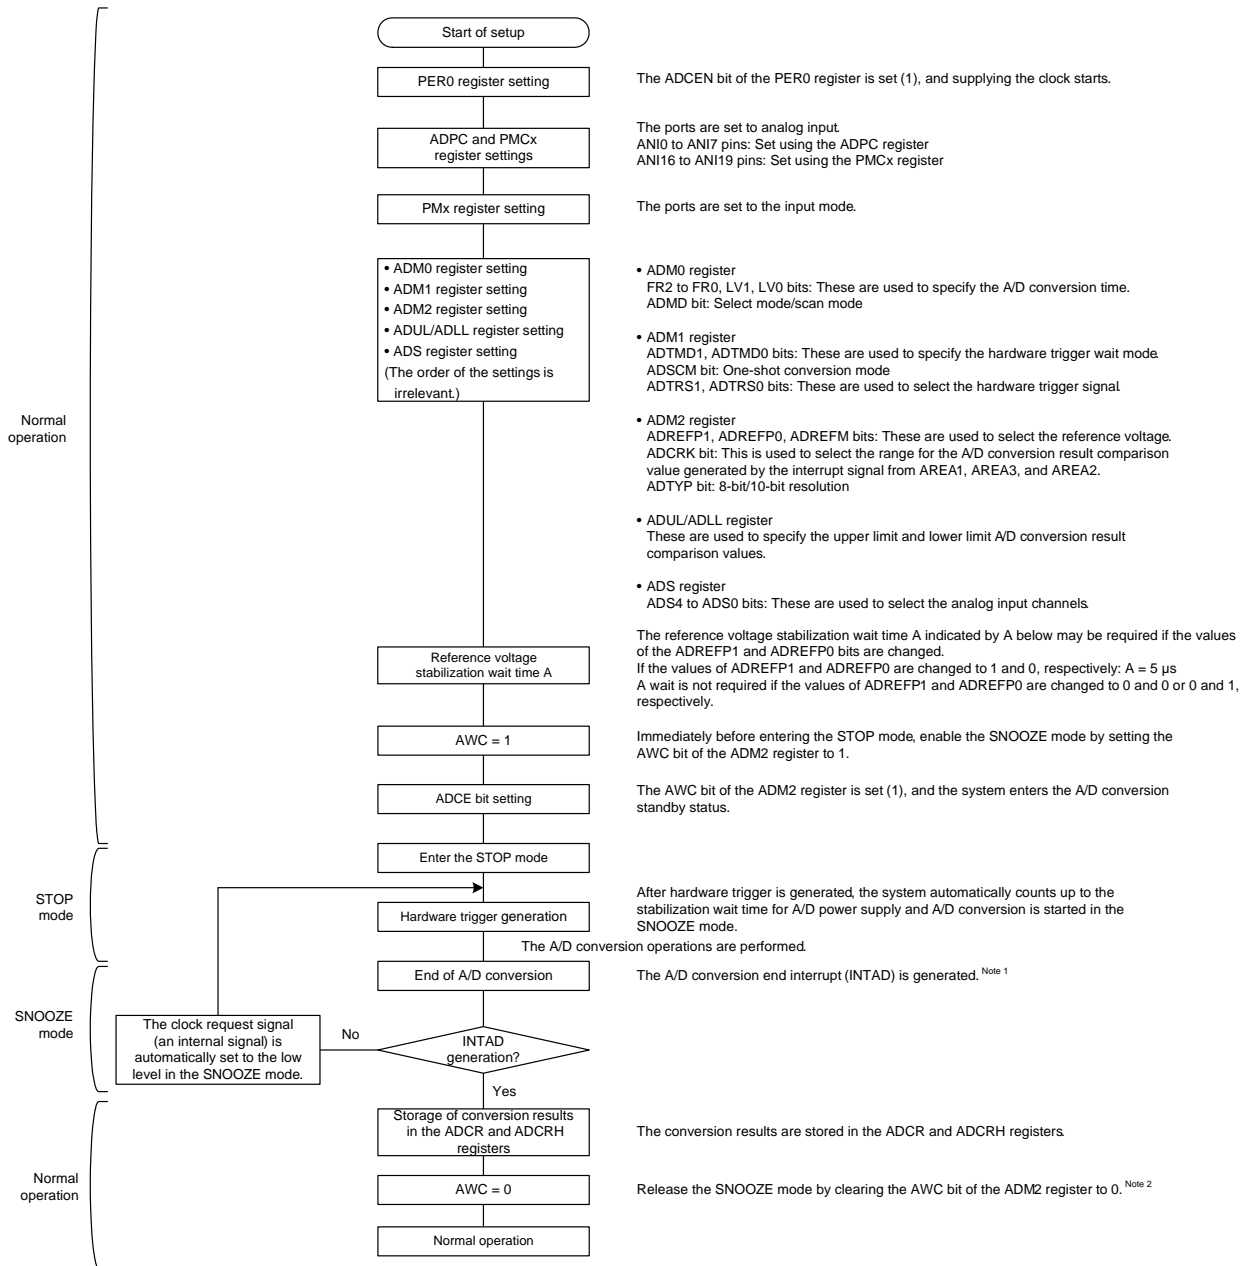 Start of setup
PER0 register setting
The ADCEN bit of the PER0 register is set (1), and supplying the clock starts.
ADPC and PMCx
register settings
The ports are set to analog input.
ANI0 to ANI7 pins: Set using the ADPC register
ANI16 to ANI19 pins: Set using the PMCx register
PMx register setting
The ports are set to the input mode.
• ADM0 register setting
• ADM1 register setting
• ADM2 register setting
• ADUL/ADLL register setting
• ADS register setting
(The order of the settings is
irrelevant.)
• ADM0 register
FR2 to FR0, LV1, LV0 bits: These are used to specify the A/D conversion time.
ADMD bit: Select mode/scan mode
• ADM1 register
ADTMD1, ADTMD0 bits: These are used to specify the hardware trigger wait mode.
ADSCM bit: One-shot conversion mode
ADTRS1, ADTRS0 bits: These are used to select the hardware trigger signal.
• ADM2 register
ADREFP1, ADREFP0, ADREFM bits: These are used to select the reference voltage.
ADCRK bit: This is used to select the range for the A/D conversion result comparison
value generated by the interrupt signal from AREA1, AREA3, and AREA2.
ADTYP bit: 8-bit/10-bit resolution
• ADUL/ADLL register
These are used to specify the upper limit and lower limit A/D conversion result
comparison values.
• ADS register
ADS4 to ADS0 bits: These are used to select the analog input channels.
Normal
operation
Reference voltage
stabilization wait time A
The reference voltage stabilization wait time A indicated by A below may be required if the values
of the ADREFP1 and ADREFP0 bits are changed.
If the values of ADREFP1 and ADREFP0 are changed to 1 and 0, respectively: A = 5 µs
A wait is not required if the values of ADREFP1 and ADREFP0 are changed to 0 and 0 or 0 and 1,
respectively.
AWC = 1
Immediately before entering the STOP mode, enable the SNOOZE mode by setting the
AWC bit of the ADM2 register to 1.
ADCE bit setting
The AWC bit of the ADM2 register is set (1), and the system enters the A/D conversion
standby status.
Enter the STOP mode
STOP
mode
Hardware trigger generation
After hardware trigger is generated, the system automatically counts up to the
stabilization wait time for A/D power supply and A/D conversion is started in the
SNOOZE mode.
The A/D conversion operations are performed.
End of A/D conversion
The A/D conversion end interrupt (INTAD) is generated. Note 1
SNOOZE
mode
The clock request signal
(an internal signal) is
automatically set to the low
level in the SNOOZE mode.
No
INTAD
generation?
Yes
Storage of conversion results
in the ADCR and ADCRH
registers
The conversion results are stored in the ADCR and ADCRH registers.
Normal
operation
AWC = 0
Release the SNOOZE mode by clearing the AWC bit of the ADM2 register to 0. Note 2
Normal operation